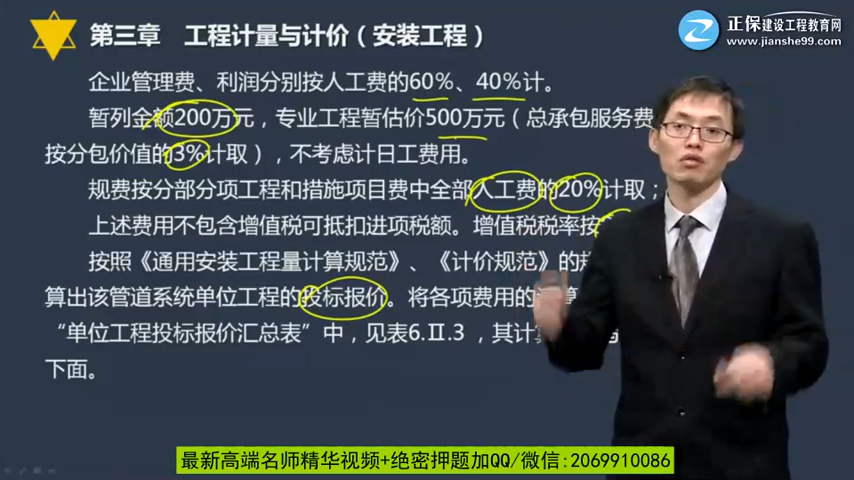 第三章 工程计量与计价（安装工程）
正保建设工程教育网
www.jianshe99.com
企业管理费、利润分别按人工费的60%、40%计。
暂列金额200万元，专业工程暂估价500万元（总承包服务费
按分包价值的3%计取），不考虑计日工费用。
规费按分部分项工程和措施项目费中全部人工费的20%计取；
上述费用不包含增值税可抵扣进项税额。增值税税率按
按照《通用安装工程量计算规范》、《计价规范》的规
算出该管道系统单位工程的投标报价。将各项费用的
“单位工程投标报价汇总表”中，见表6.Ⅱ.3，其计算
下面。
最新高端名师精华视频+绝密押题加QQ/微信:2069910086